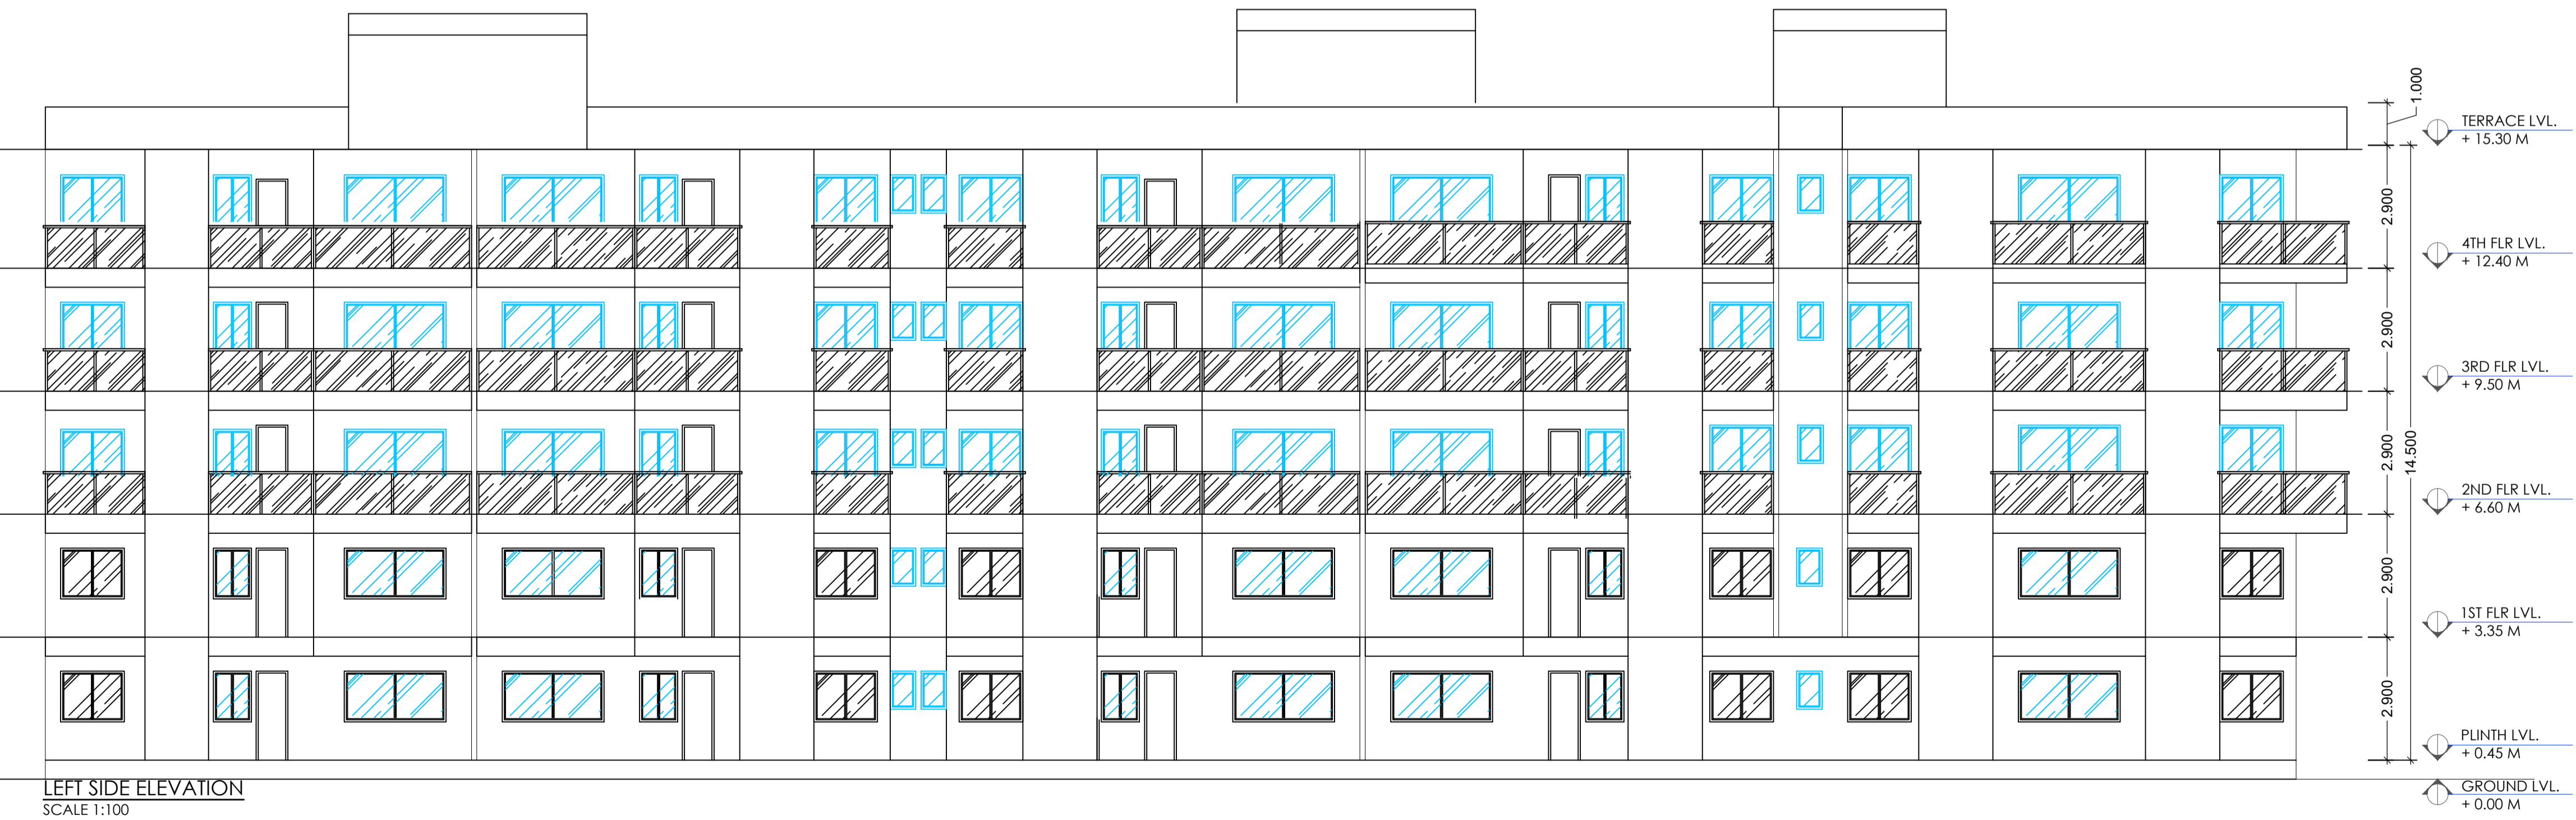 1.000
TERRACE LVL.
+ 15.30 M
2.900
4TH FLR LVL.
+ 12.40 M
2.900
3RD FLR LVL.
+ 9.50 M
2.900
14.500
2ND FLR LVL.
+ 6.60 M
2.900
1ST FLR LVL.
+ 3.35 M
2.900
PLINTH LVL.
+ 0.45 M
GROUND LVL.
+ 0.00 M
LEFT SIDE ELEVATION
SCALE 1:100